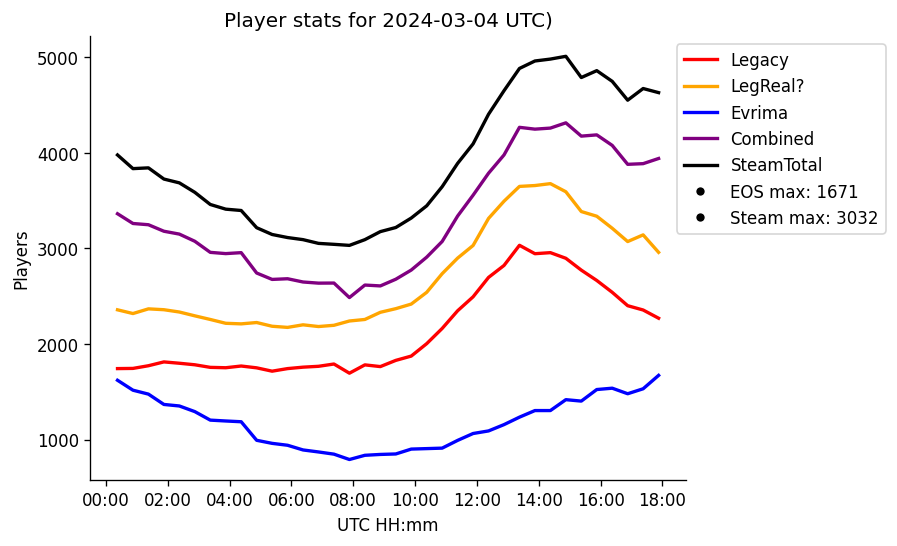 Player stats for 2024-03-04 UTC)
Legacy
LegReal?
Evrima
Combined
SteamTotal
EOS max: 1671
Steam max: 3032
Players
5000
4000
3000
2000
1000
00:00 02:00 04:00 06:00 08:00 10:00 12:00 14:00 16:00 18:00
UTC HH:mm